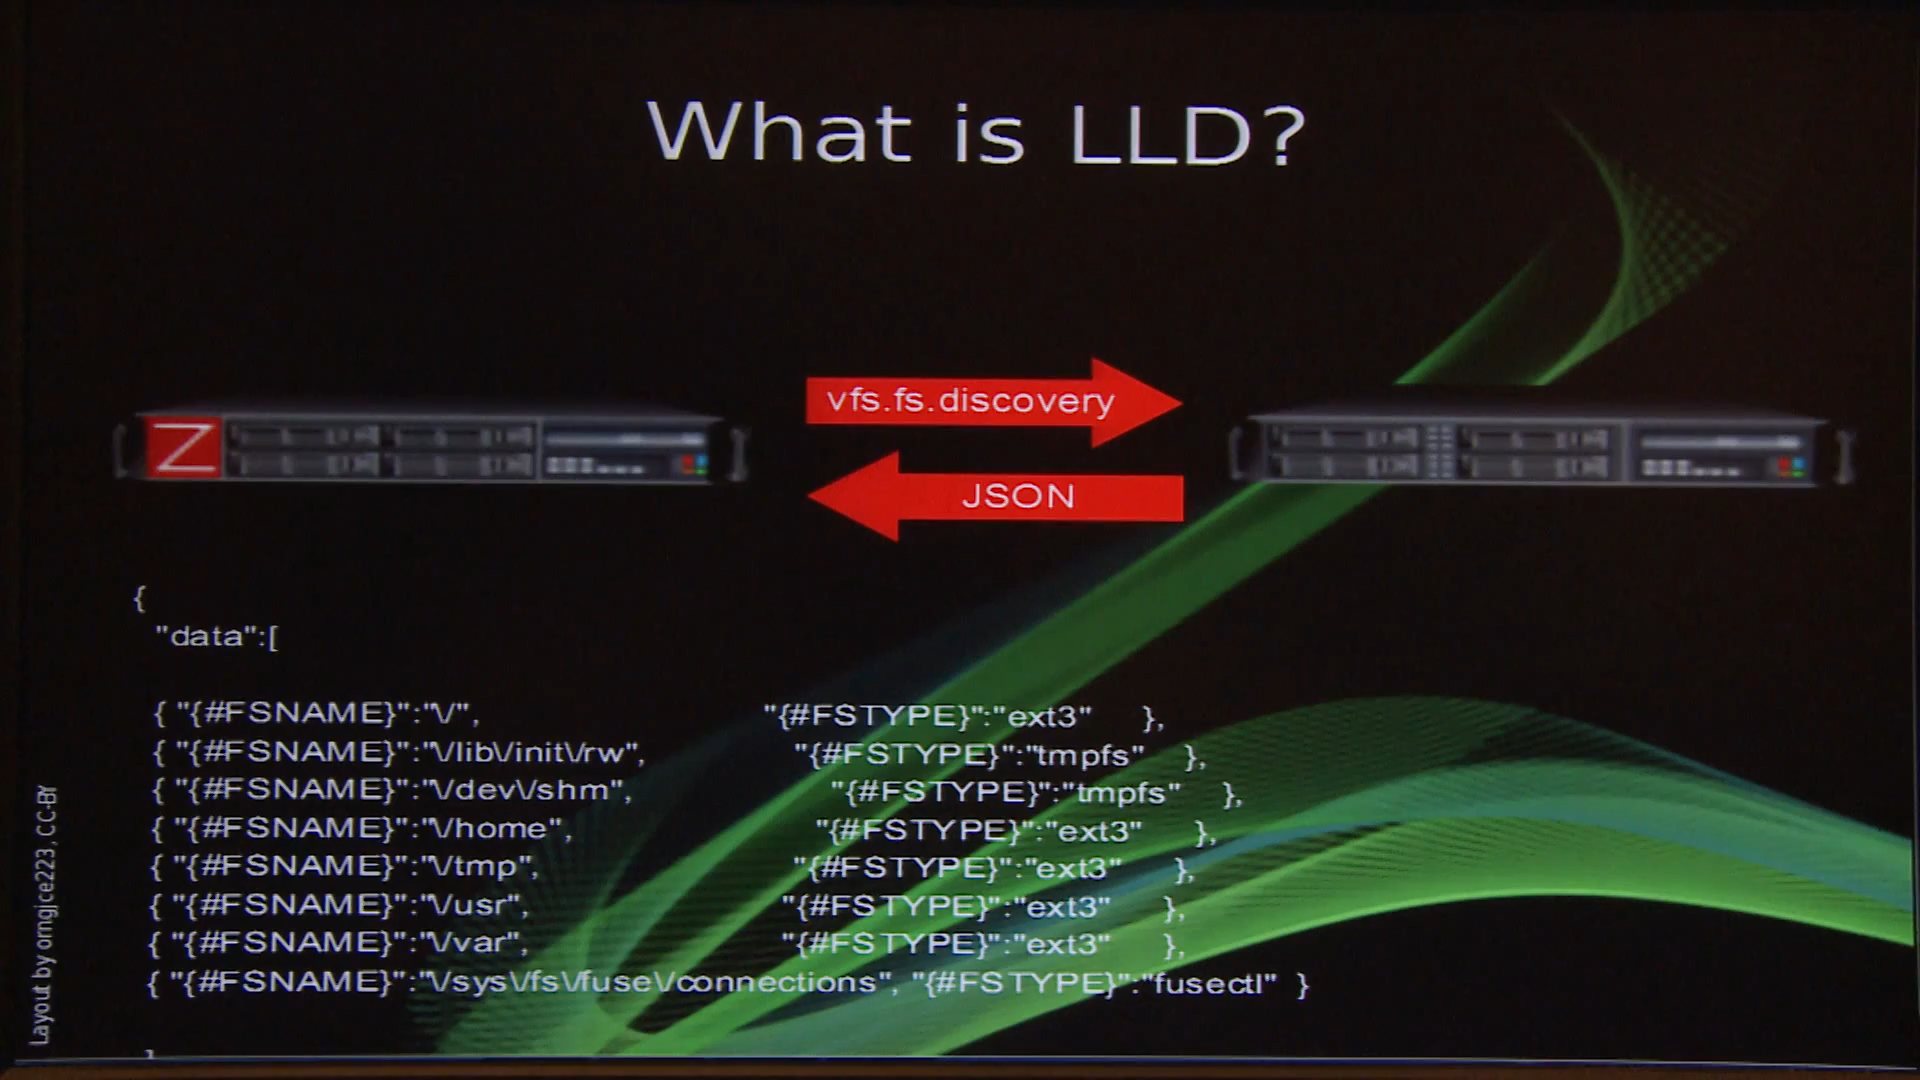 What is LLD?
vfs.fs.discovery
Z
JSON
{
"data":[
{ "{#FSNAME}":"\/", "{#FSTYPE}":"ext3" },
{ "{#FSNAME}":"\/lib\/init\/rw", "{#FSTYPE}":"tmpfs" },
{ "{#FSNAME}":"\/dev\/shm", "{#FSTYPE}":"tmpfs" },
{ "{#FSNAME}":"\/home", "{#FSTYPE}":"ext3" },
{ "{#FSNAME}":"\/tmp", "{#FSTYPE}":"ext3" },
{ "{#FSNAME}":"\/usr", "{#FSTYPE}":"ext3" },
{ "{#FSNAME}":"\/var", "{#FSTYPE}":"ext3" },
{ "{#FSNAME}":"\/sys\/fs\/fuse\/connections", "{#FSTYPE}":"fusectl" }
Layout by orngjce223, CC-BY